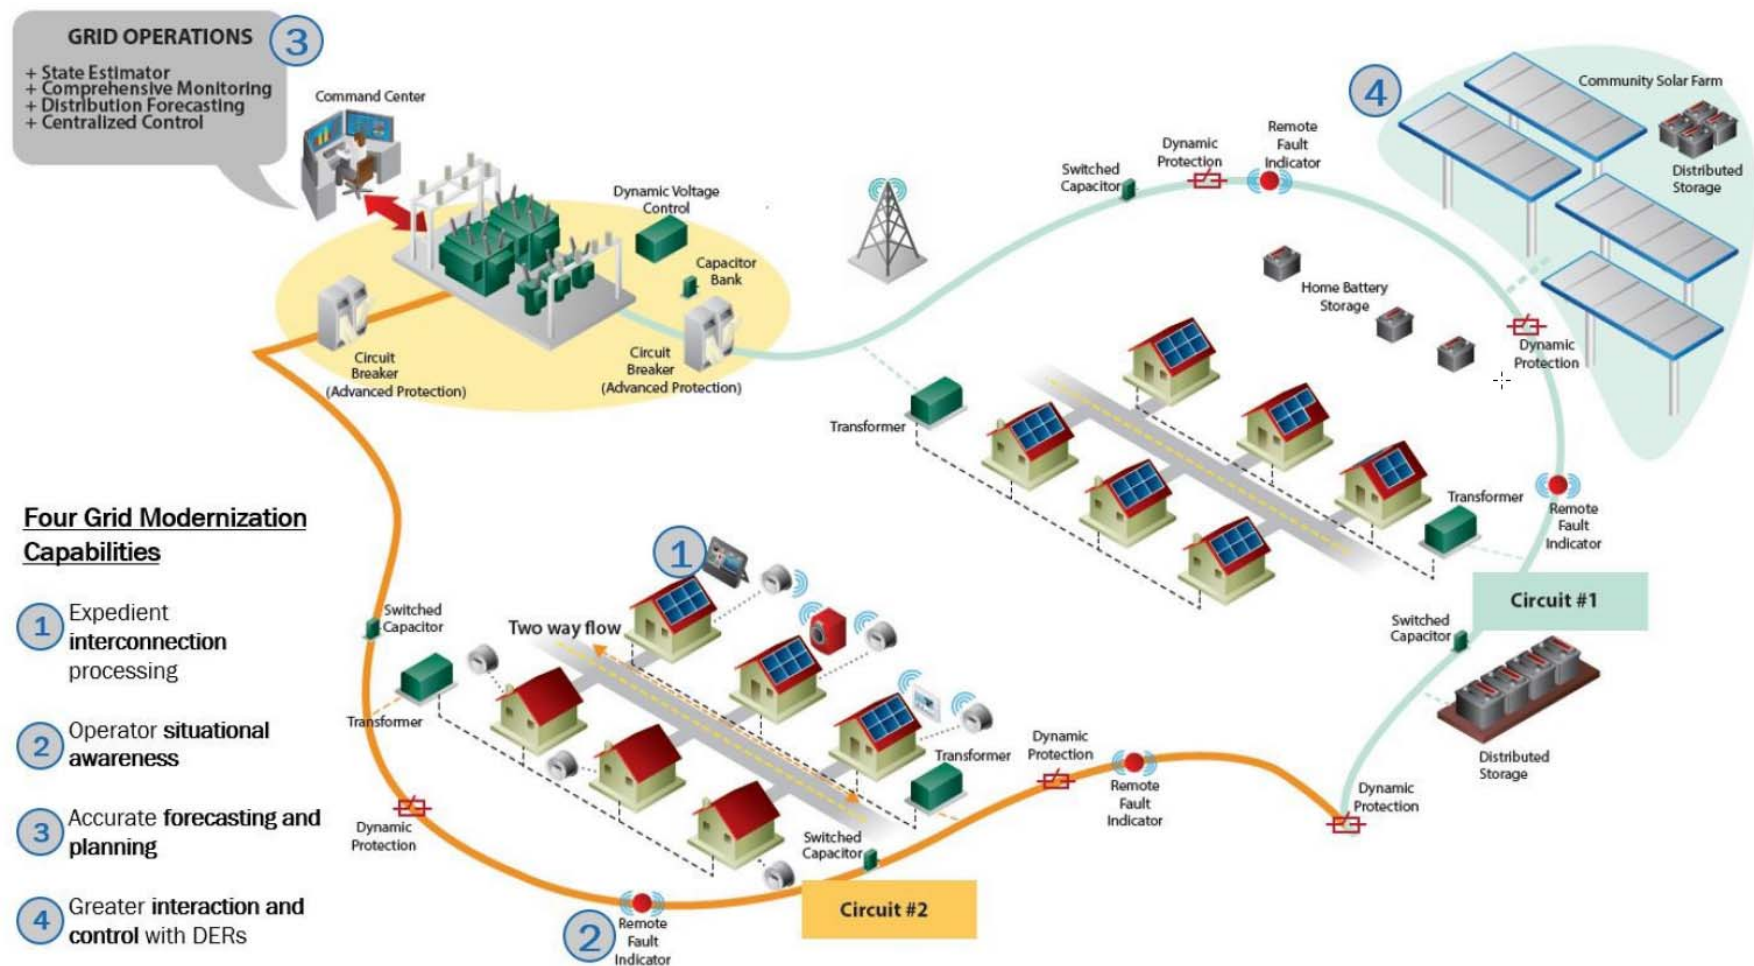 GRID OPERATIONS
3
+ State Estimator
+ Comprehensive Monitoring
+ Distribution Forecasting
+ Centralized Control
Command Center
Dynamic Voltage
Control
Capacitor
Bank
Circuit
Breaker
(Advanced Protection)
Circuit
Breaker
(Advanced Protection)
Switched
Capacitor
Dynamic
Protection
Remote
Fault
Indicator
4
Community Solar Farm
Distributed
Storage
Home Battery
Storage
Dynamic
Protection
Transformer
Transformer
Remote
Fault
Indicator
Circuit #1
Switched
Capacitor
Distributed
Storage
Dynamic
Protection
Four Grid Modernization
Capabilities
1
Expedient
interconnection
processing
2
Operator situational
awareness
3
Accurate forecasting and
planning
4
Greater interaction and
control with DERs
1
Two way flow
Switched
Capacitor
Transformer
Dynamic
Protection
Transformer
Dynamic
Protection
Remote
Fault
Indicator
Switched
Capacitor
Circuit #2
2
Remote
Fault
Indicator